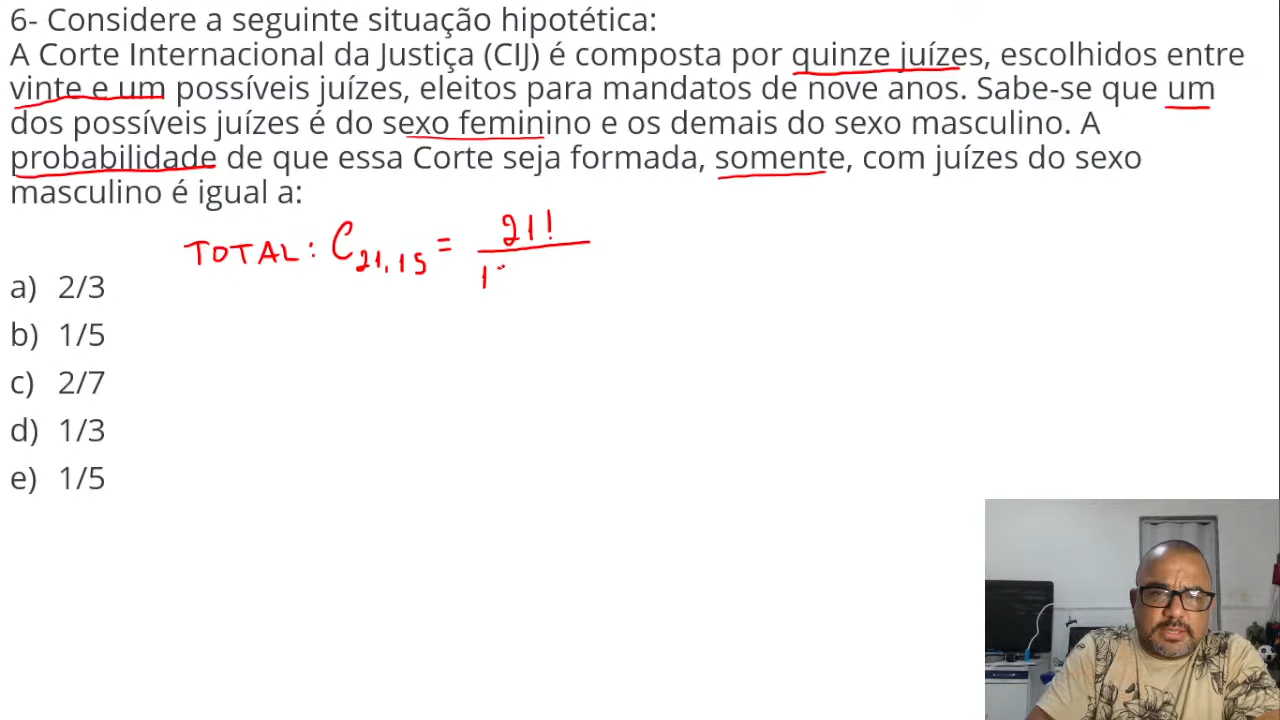 6- Considere a seguinte situação hipotética:
A Corte Internacional da Justiça (CIJ) é composta por quinze juízes, escolhidos entre
vinte e um possíveis juízes, eleitos para mandatos de nove anos. Sabe-se que um
dos possíveis juízes é do sexo feminino e os demais do sexo masculino. A
probabilidade de que essa Corte seja formada, somente, com juízes do sexo
masculino é igual a:
TOTAL: C21,15 = 21!
a) 2/3
b) 1/5
c) 2/7
d) 1/3
e) 1/5